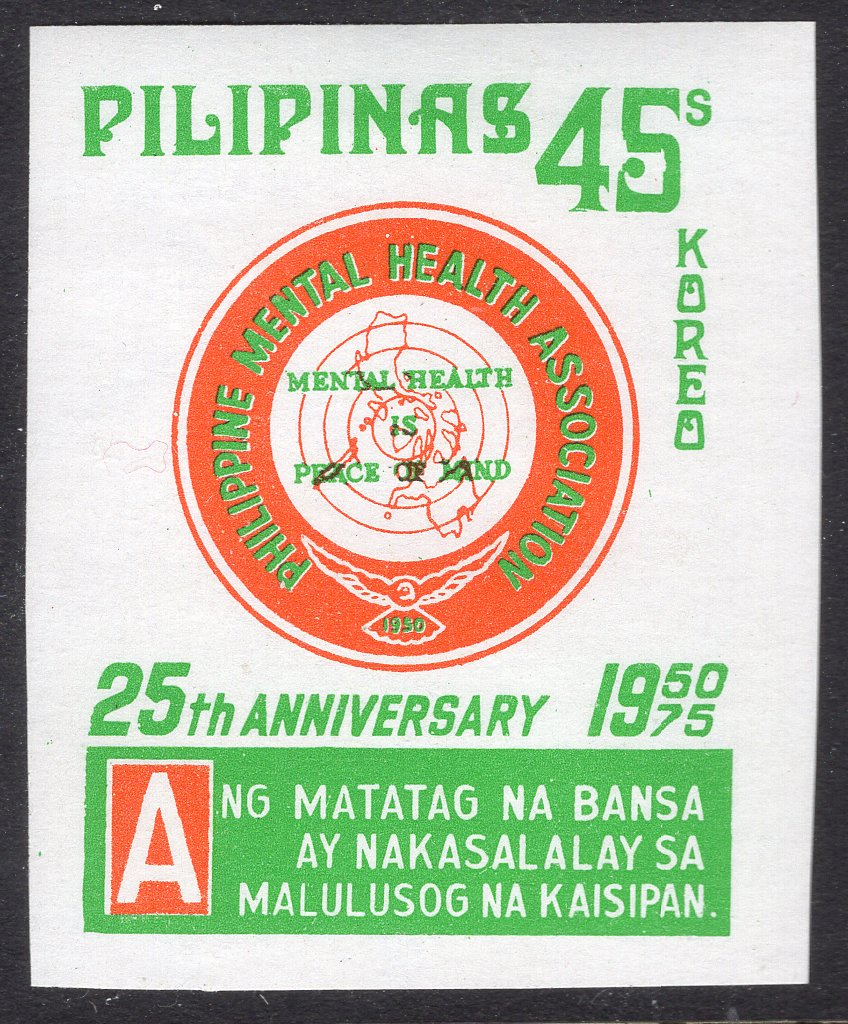 PILIPINAS 45s
KOREO
PHILIPPINE MENTAL HEALTH ASSOCIATION
MENTAL HEALTH
IS
PEACE OF MIND
1950
25th ANNIVERSARY 1950 75
ANG MATATAG NA BANSA
AY NAKASALALAY SA
MALULUSOG NA KAISIPAN.